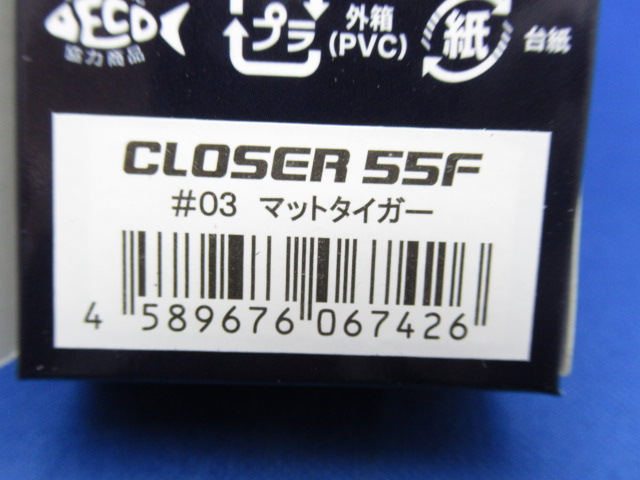 ECO
協力商品
プラ
外箱
(PVC)
紙
台紙
CLOSER 55F
#03 マットタイガー
4 589676 067426